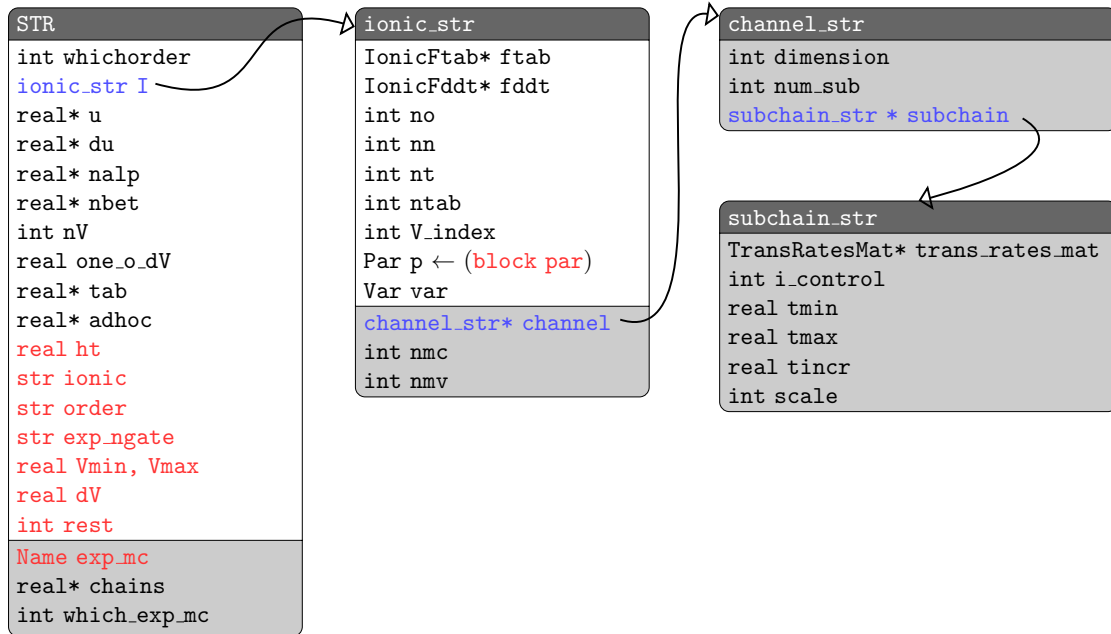 STR
int whichorder
ionic_str I
real* u
real* du
real* nalp
real* nbet
int nV
real one_o_dV
real* tab
real* adhoc
real ht
str ionic
str order
str exp_ngate
real Vmin, Vmax
real dV
int rest
Name exp_mc
real* chains
int which_exp_mc
ionic_str
IonicFtab* ftab
IonicFddt* fddt
int no
int nn
int nt
int ntab
int V_index
Par p ← (block par)
Var var
channel_str* channel
int nmc
int nmv
channel_str
int dimension
int num_sub
subchain_str * subchain
subchain_str
TransRatesMat* trans_rates_mat
int i_control
real tmin
real tmax
real tincr
int scale